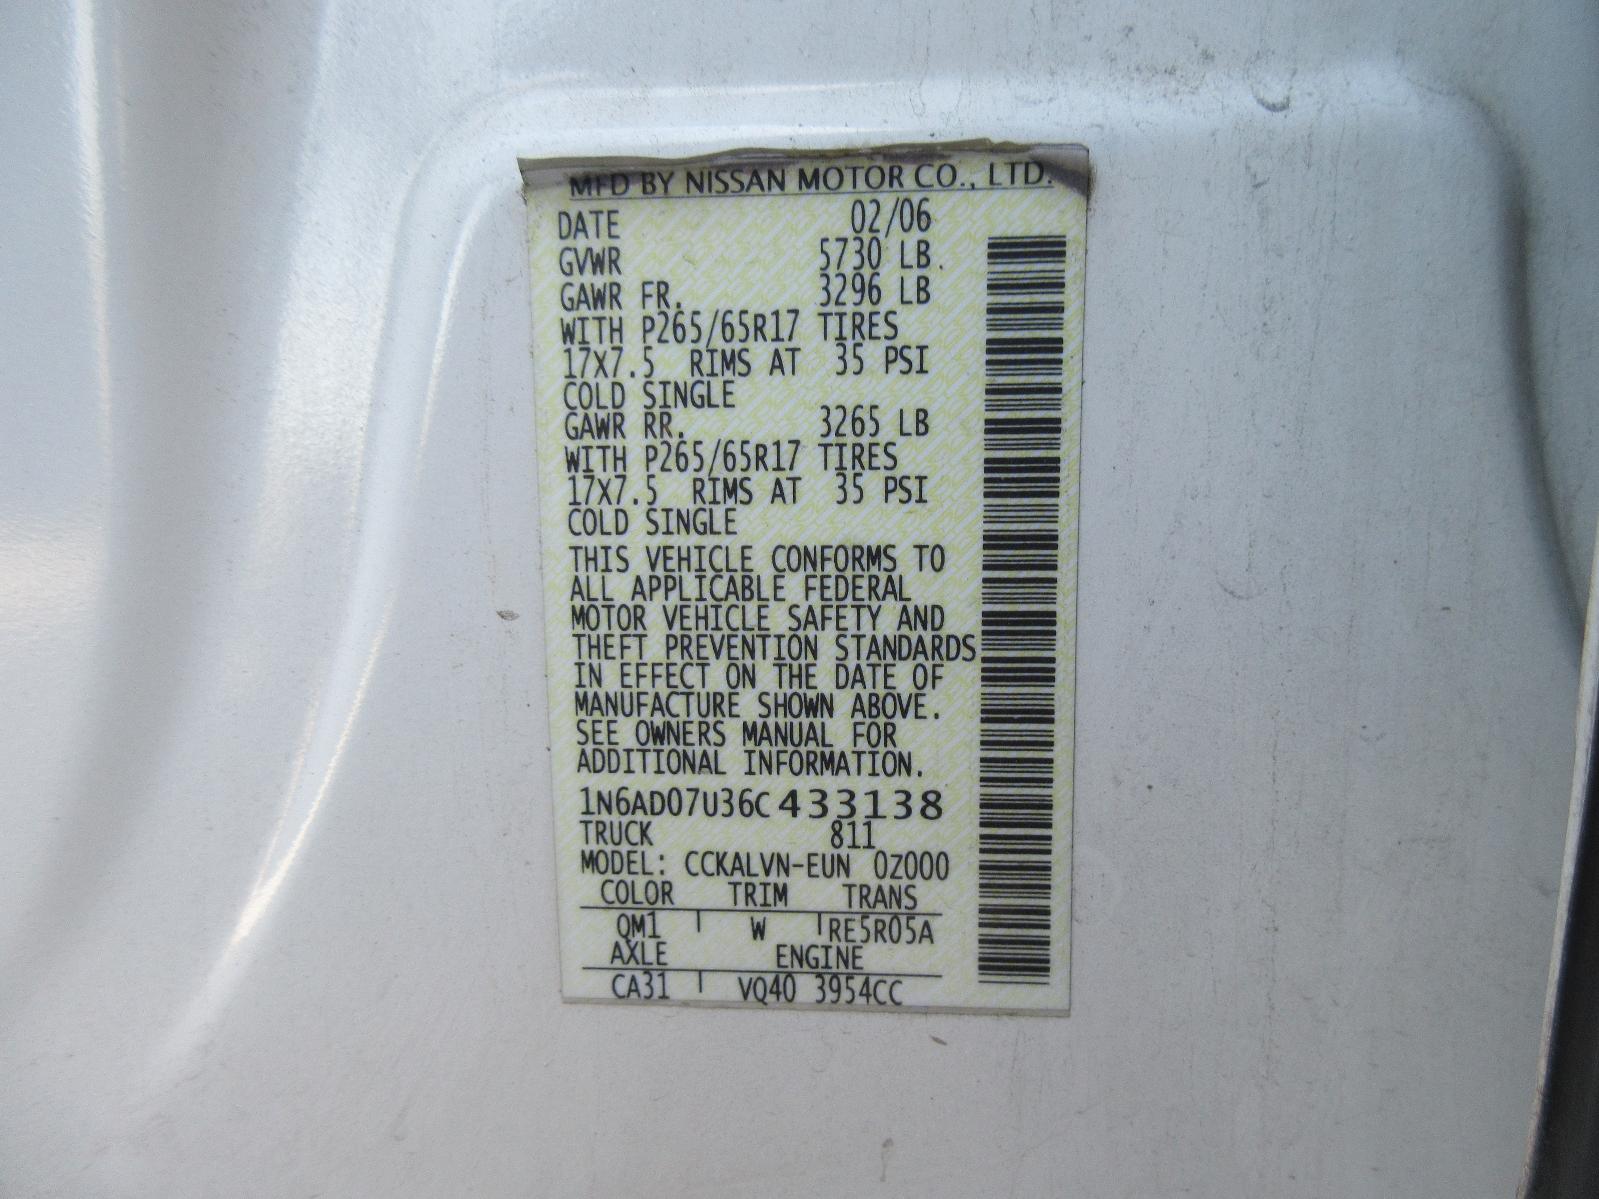 MFD BY NISSAN MOTOR CO., LTD.
DATE 02/06
GVWR 5730 LB.
GAWR FR. 3296 LB
WITH P265/65R17 TIRES
17X7.5 RIMS AT 35 PSI
COLD SINGLE
GAWR RR. 3265 LB
WITH P265/65R17 TIRES
17X7.5 RIMS AT 35 PSI
COLD SINGLE
THIS VEHICLE CONFORMS TO
ALL APPLICABLE FEDERAL
MOTOR VEHICLE SAFETY AND
THEFT PREVENTION STANDARDS
IN EFFECT ON THE DATE OF
MANUFACTURE SHOWN ABOVE.
SEE OWNERS MANUAL FOR
ADDITIONAL INFORMATION.
1N6AD07U36C433138
TRUCK 811
MODEL: CCKALVN-EUN 0Z000
COLOR TRIM TRANS
QM1 W RE5R05A
AXLE ENGINE
CA31 VQ40 3954CC